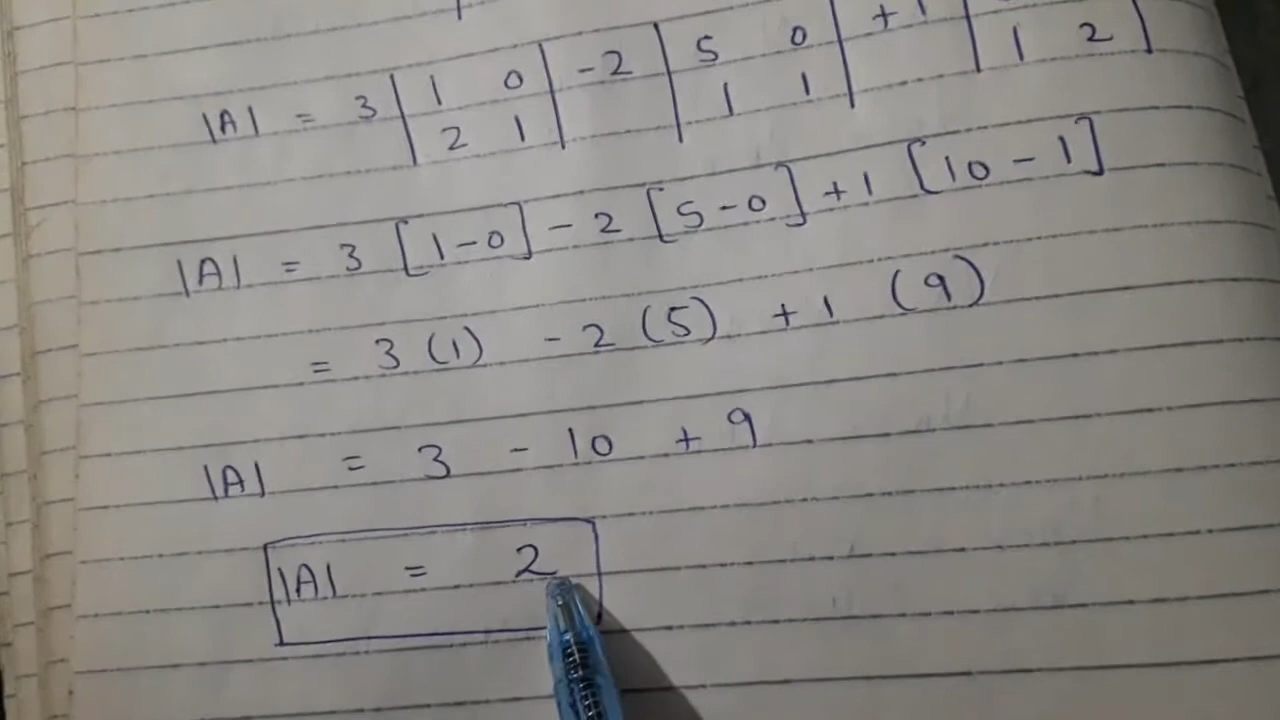 |A| = 3 | 1 0 | -2 | 5 0 | +1 |
2 1 | 1 1 | 1 2 |
|A| = 3 [1-0] - 2 [5-0] +1 [10-1]
= 3 (1) - 2 (5) + 1 (9)
|A| = 3 - 10 + 9
|A| = 2